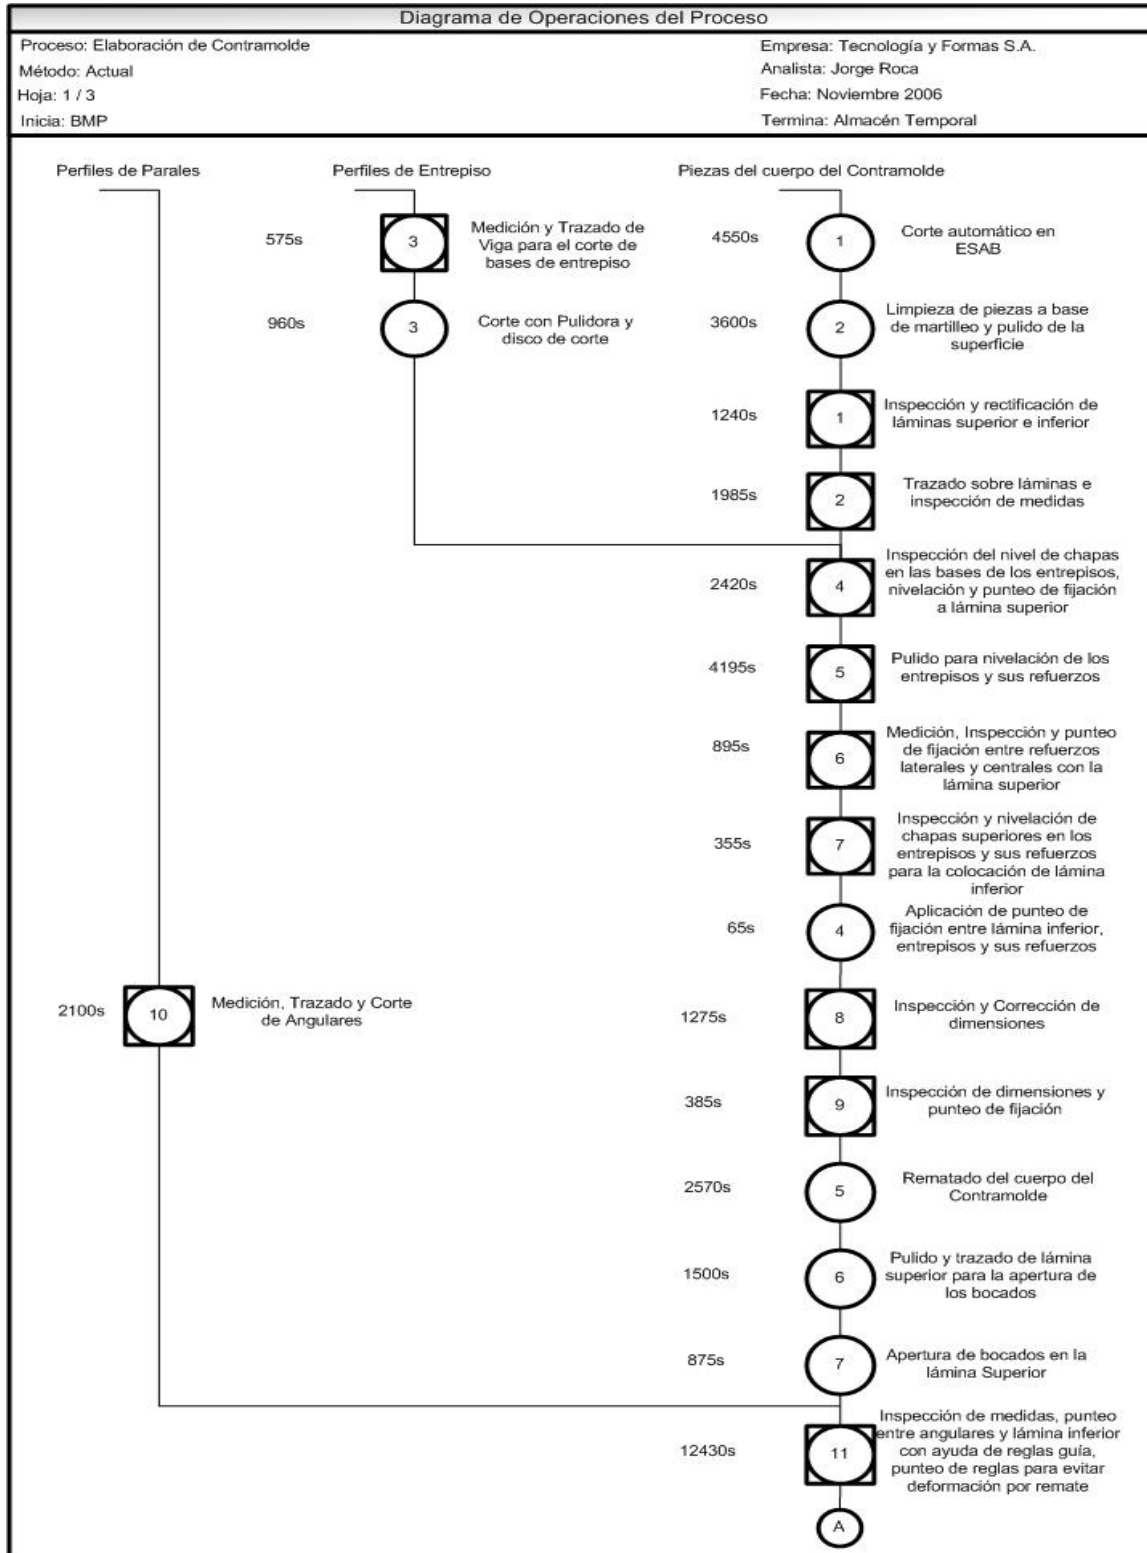 Diagrama de Operaciones del Proceso
Proceso: Elaboración de Contramolde
Empresa: Tecnología y Formas S.A.
Método: Actual
Analista: Jorge Roca
Hoja: 1 / 3
Fecha: Noviembre 2006
Inicia: BMP
Termina: Almacén Temporal
Perfiles de Parales
Perfiles de Entrepiso
Piezas del cuerpo del Contramolde
575s
3
Medición y Trazado de
Viga para el corte de
bases de entrepiso
4550s
1
Corte automático en
ESAB
960s
3
Corte con Pulidora y
disco de corte
3600s
2
Limpieza de piezas a base
de martilleo y pulido de la
superficie
1240s
1
Inspección y rectificación de
láminas superior e inferior
1985s
2
Trazado sobre láminas e
inspección de medidas
2420s
4
Inspección del nivel de chapas
en las bases de los entrepisos,
nivelación y punteo de fijación
a lámina superior
4195s
5
Pulido para nivelación de los
entrepisos y sus refuerzos
895s
6
Medición, Inspección y punteo
de fijación entre refuerzos
laterales y centrales con la
lámina superior
355s
7
Inspección y nivelación de
chapas superiores en los
entrepisos y sus refuerzos
para la colocación de lámina
inferior
65s
4
Aplicación de punteo de
fijación entre lámina inferior,
entrepisos y sus refuerzos
2100s
10
Medición, Trazado y Corte
de Angulares
1275s
8
Inspección y Corrección de
dimensiones
385s
9
Inspección de dimensiones y
punteo de fijación
2570s
5
Rematado del cuerpo del
Contramolde
1500s
6
Pulido y trazado de lámina
superior para la apertura de
los bocados
875s
7
Apertura de bocados en la
lámina Superior
12430s
11
Inspección de medidas, punteo
entre angulares y lámina inferior
con ayuda de reglas guía,
punteo de reglas para evitar
deformación por remate
A